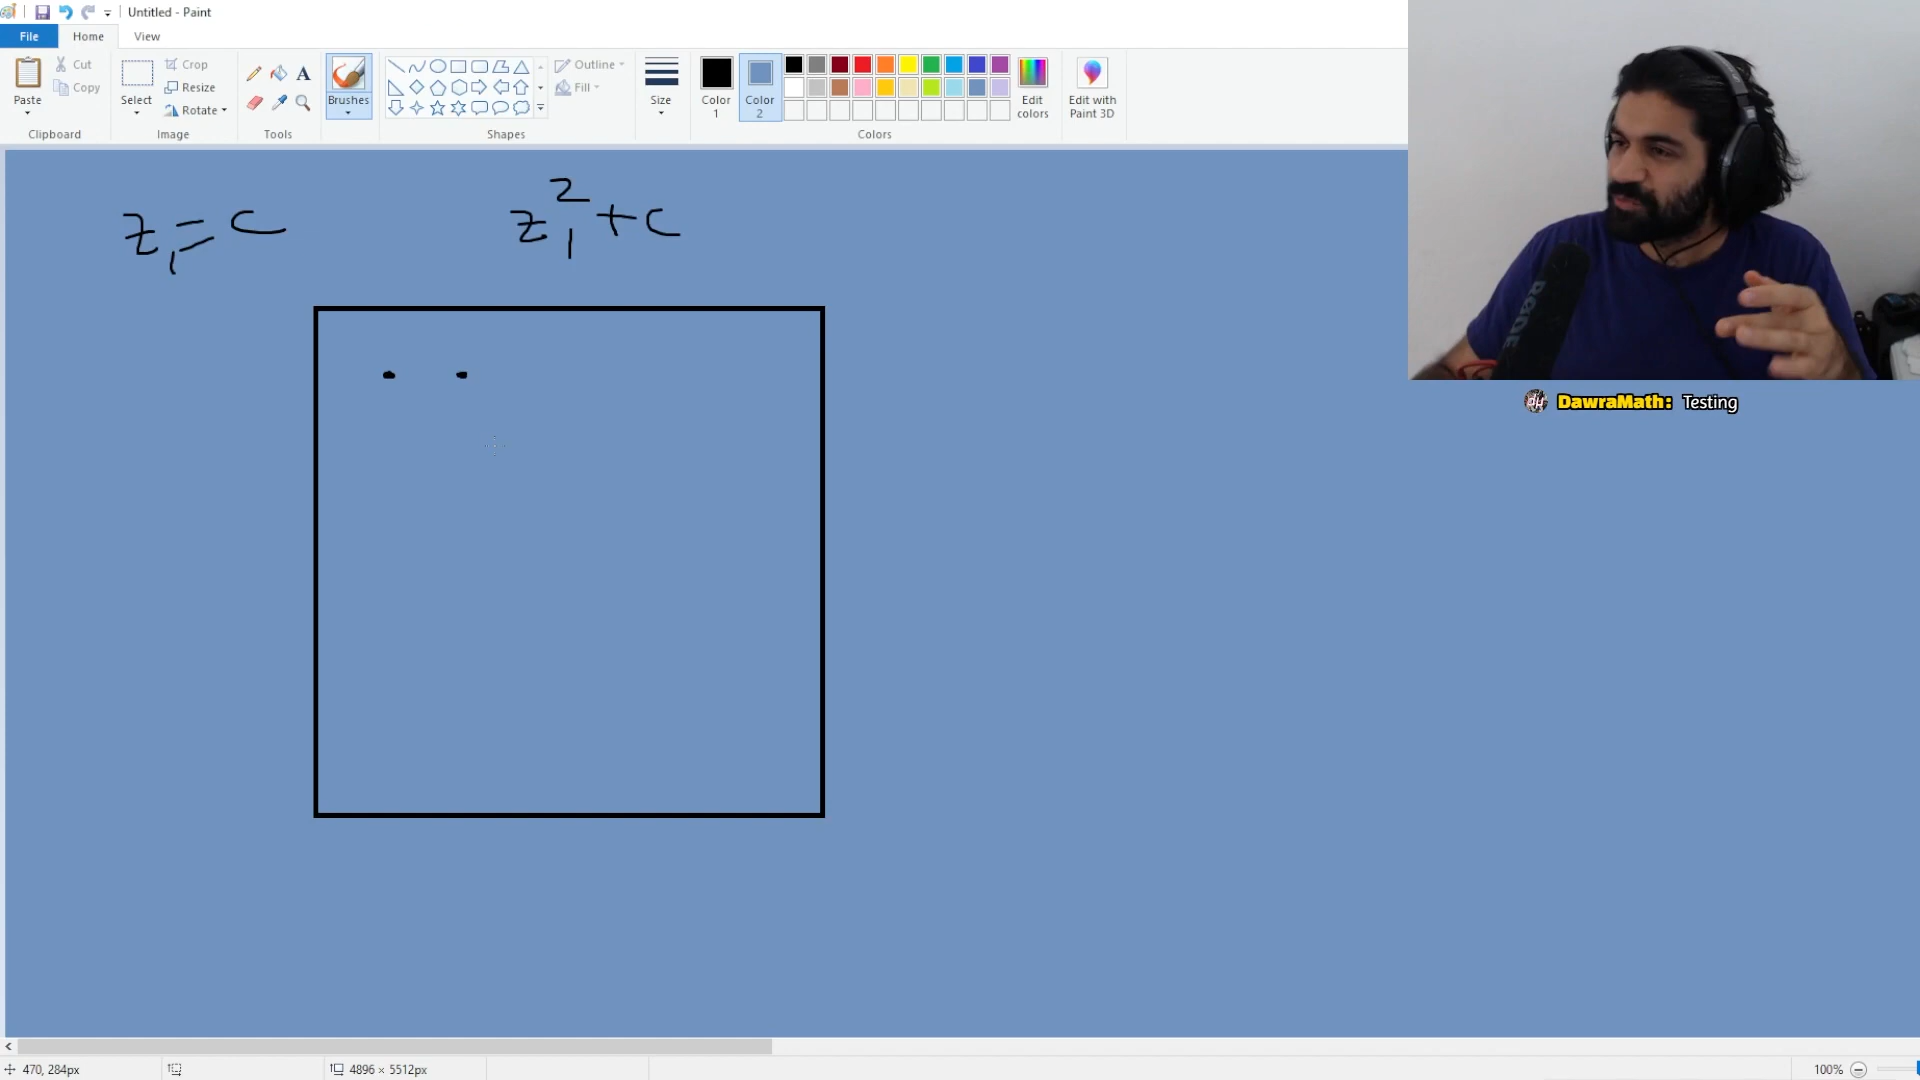 Untitled - Paint
File Home View
Paste
Cut
Copy
Clipboard
Select
Crop
Resize
Rotate
Image
A
Tools
Brushes
Outline
Fill
Shapes
Size
Color 1
Color 2
Edit colors
Edit with Paint 3D
Colors
z₁ = c
z₁² + c
RODE
DawraMath: Testing
470, 284px
4896 × 5512px
100%